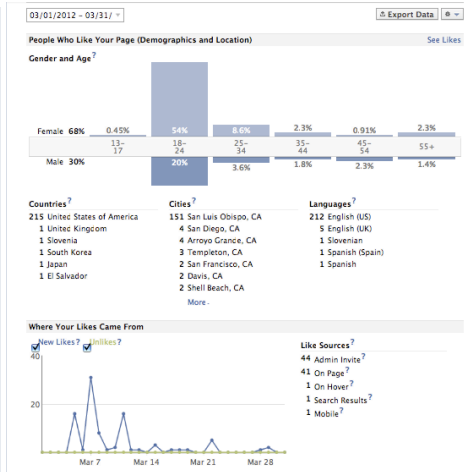 03/01/2012 - 03/31/
Export Data
People Who Like Your Page (Demographics and Location)
See Likes
Gender and Age?
Female 68% 0.45% 54% 8.6% 2.3% 0.91% 2.3%
13-17 18-24 25-34 35-44 45-54 55+
Male 30% 20% 3.6% 1.8% 2.3% 1.4%
Countries?
215 United States of America
1 United Kingdom
1 Slovenia
1 South Korea
1 Japan
1 El Salvador
Cities?
151 San Luis Obispo, CA
4 San Diego, CA
4 Arroyo Grande, CA
3 Templeton, CA
2 San Francisco, CA
2 Davis, CA
2 Shell Beach, CA
More
Languages?
212 English (US)
5 English (UK)
1 Slovenian
1 Spanish (Spain)
1 Spanish
Where Your Likes Came From
New Likes? Unlikes?
40
20
Mar 7 Mar 14 Mar 21 Mar 28
Like Sources?
44 Admin Invite?
41 On Page?
1 On Hover?
1 Search Results?
1 Mobile?